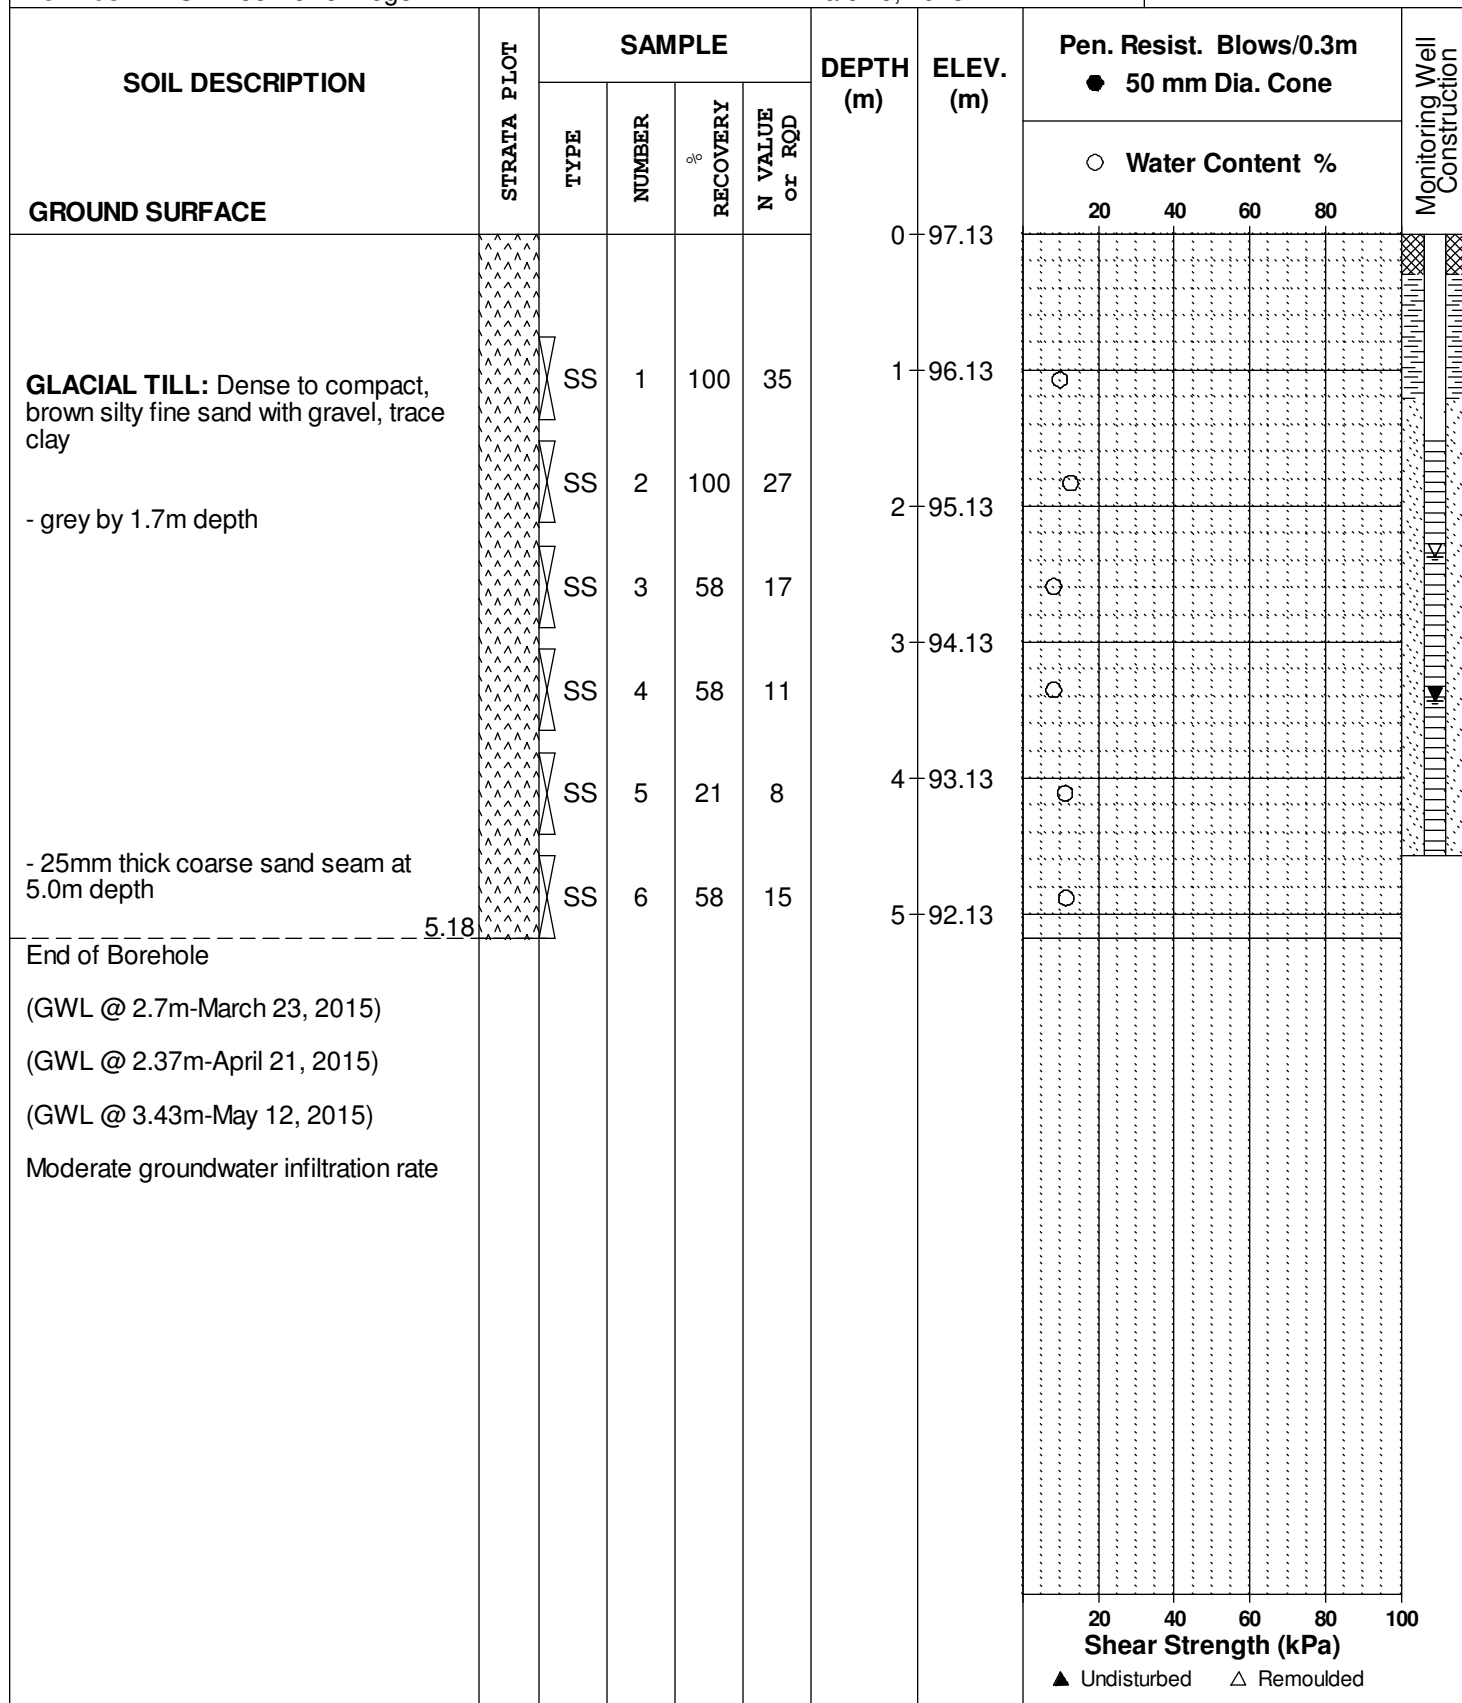 SOIL DESCRIPTION
GROUND SURFACE
STRATA PLOT
SAMPLE
TYPE
NUMBER
%
RECOVERY
N VALUE
or RQD
DEPTH
(m)
ELEV.
(m)
Pen. Resist. Blows/0.3m
● 50 mm Dia. Cone
○ Water Content %
20 40 60 80
Monitoring Well
Construction
0 97.13
GLACIAL TILL: Dense to compact,
brown silty fine sand with gravel, trace
clay
SS 1 100 35
1 96.13
SS 2 100 27
- grey by 1.7m depth
2 95.13
SS 3 58 17
3 94.13
SS 4 58 11
4 93.13
SS 5 21 8
- 25mm thick coarse sand seam at
5.0m depth
SS 6 58 15
5 92.13
5.18
End of Borehole
(GWL @ 2.7m-March 23, 2015)
(GWL @ 2.37m-April 21, 2015)
(GWL @ 3.43m-May 12, 2015)
Moderate groundwater infiltration rate
20 40 60 80 100
Shear Strength (kPa)
▲ Undisturbed △ Remoulded